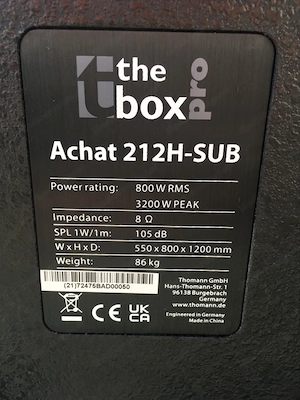 the
box pro
Achat 212H-SUB
Power rating: 800 W RMS
3200 W PEAK
Impedance: 8 Ω
SPL 1W/1m: 105 dB
W x H x D: 550 x 800 x 1200 mm
Weight: 86 kg
(21)72475BAD00050
Thomann GmbH
Hans-Thomann-Str. 1
96138 Burgebrach
Germany
www.thomann.de
Engineered in Germany
Made in China
CE UK
CA